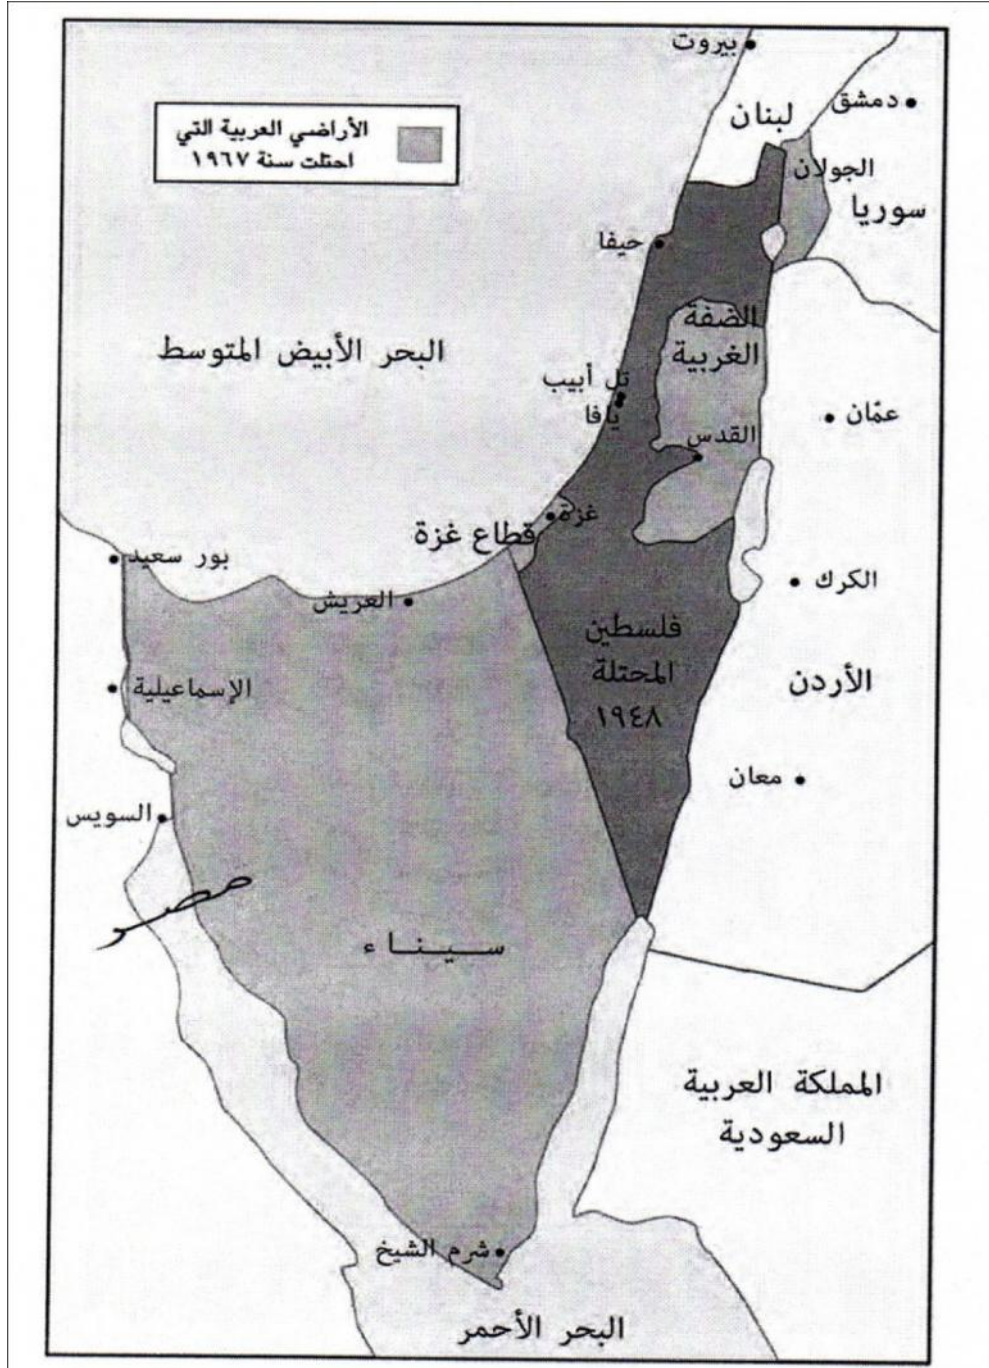 بيروت
دمشق
لبنان
الأراضي العربية التي
احتلت سنة ١٩٦٧
الجولان
سوريا
حيفا
الضفة
الغربية
البحر الأبيض المتوسط
تل أبيب
يافا
عمّان
القدس
غزة
قطاع غزة
بور سعيد
العريش
الكرك
فلسطين
المحتلة
١٩٤٨
الإسماعيلية
الأردن
معان
السويس
مصر
سيناء
المملكة العربية
السعودية
شرم الشيخ
البحر الأحمر